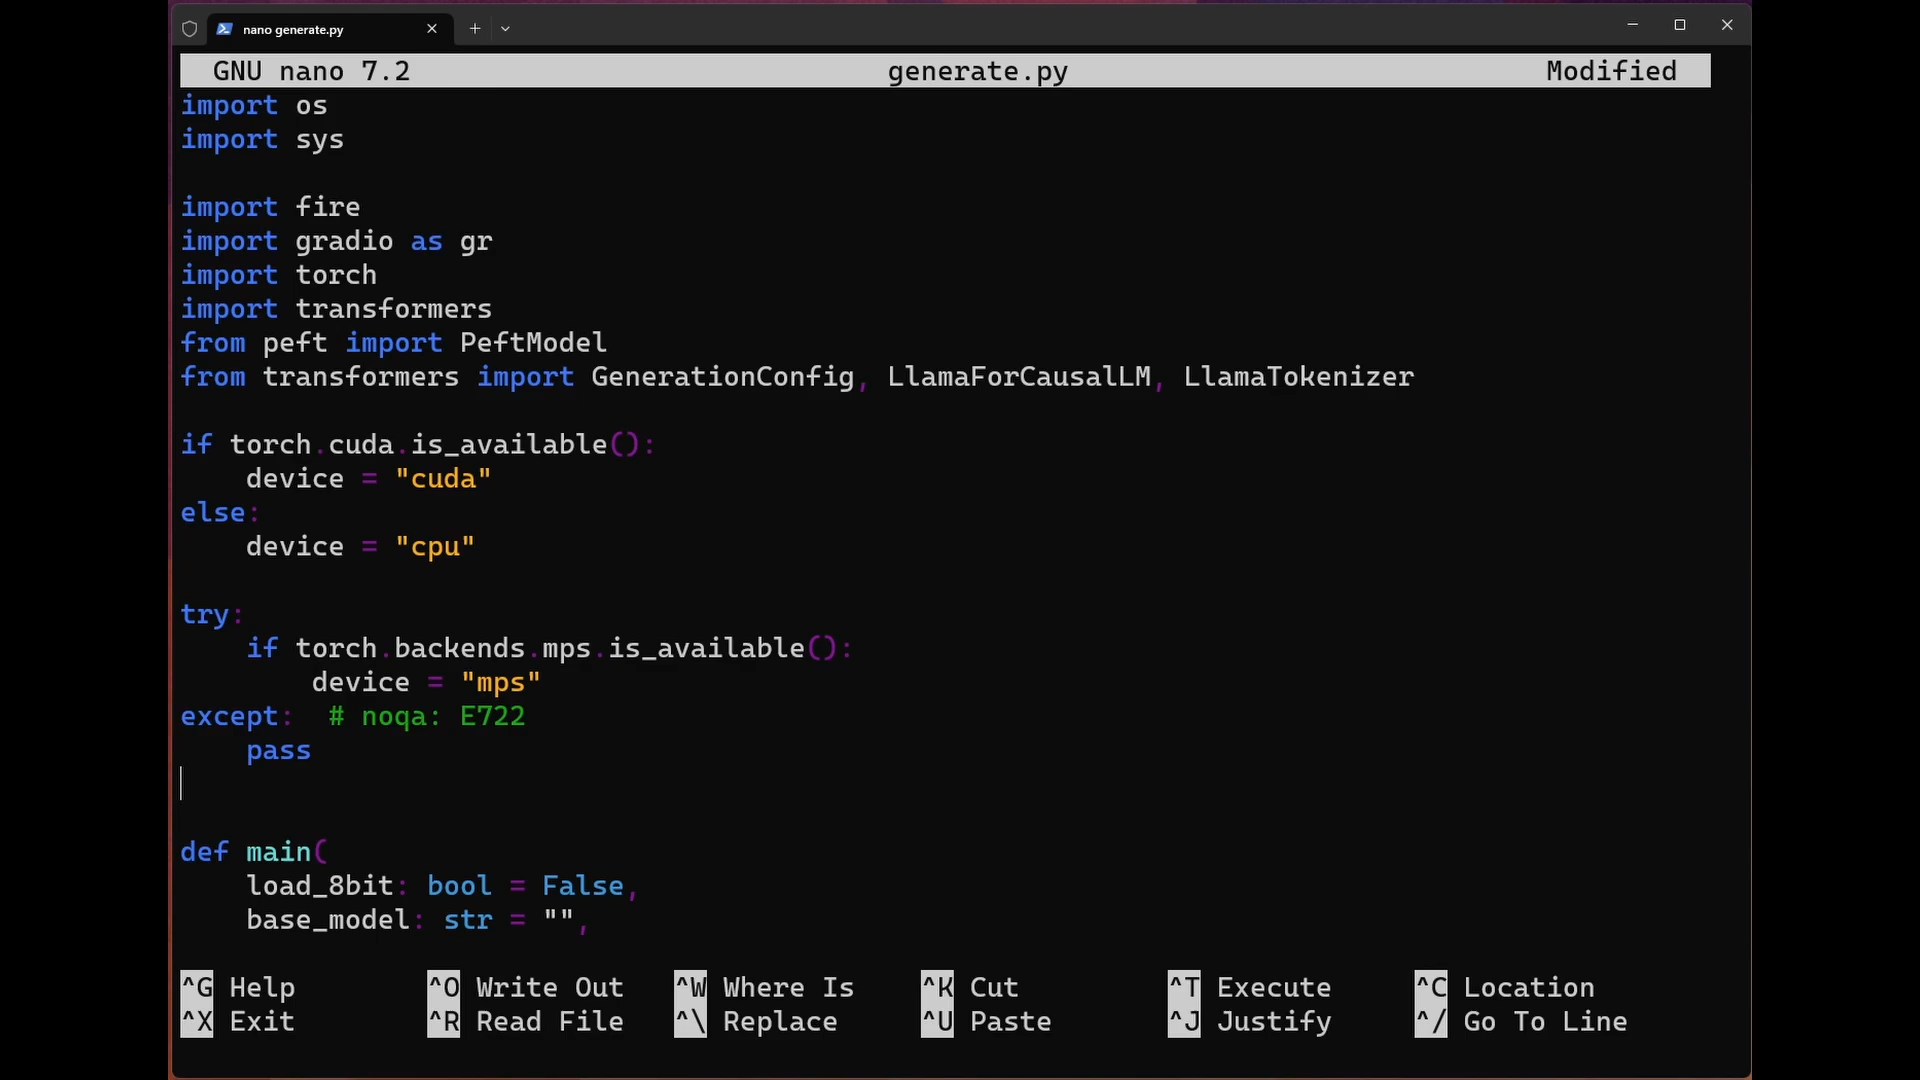 nano generate.py
GNU nano 7.2 generate.py Modified
import os
import sys
import fire
import gradio as gr
import torch
import transformers
from peft import PeftModel
from transformers import GenerationConfig, LlamaForCausalLM, LlamaTokenizer
if torch.cuda.is_available():
    device = "cuda"
else:
    device = "cpu"
try:
    if torch.backends.mps.is_available():
        device = "mps"
except:  # noqa: E722
    pass
def main(
    load_8bit: bool = False,
    base_model: str = "",
^G Help ^O Write Out ^W Where Is ^K Cut ^T Execute ^C Location
^X Exit ^R Read File ^\ Replace ^U Paste ^J Justify ^/ Go To Line